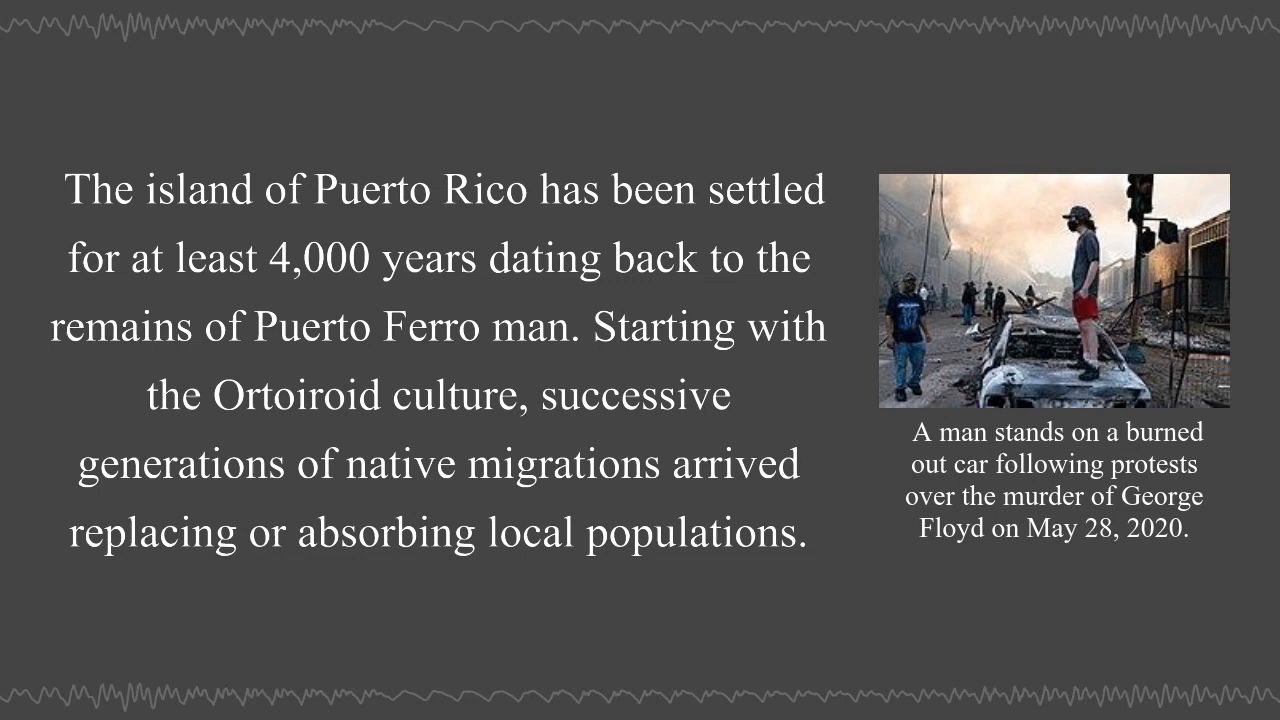 The island of Puerto Rico has been settled
for at least 4,000 years dating back to the
remains of Puerto Ferro man. Starting with
the Ortoiroid culture, successive
generations of native migrations arrived
replacing or absorbing local populations.
A man stands on a burned
out car following protests
over the murder of George
Floyd on May 28, 2020.